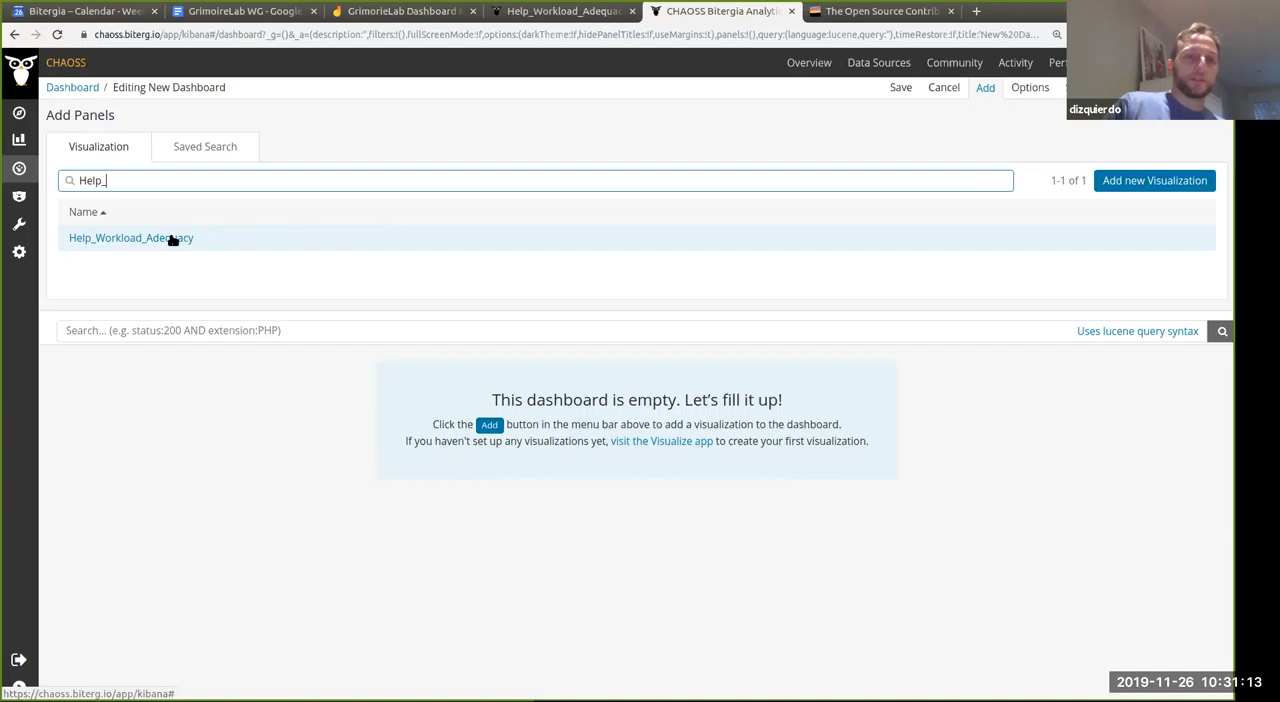 Bitergia – Calendar - Wee
GrimoireLab WG - Google
GrimorieLab Dashboard
Help_Workload_Adequac
CHAOSS Bitergia Analytic
The Open Source Contrib
chaoss.biterg.io/app/kibana#/dashboard?_g=()&_a=(description:'',filters:!(),fullScreenMode:!f,options:(darkTheme:!f,hidePanelTitles:!f,useMargins:!t),panels:!(),query:(language:lucene,query:''),timeRestore:!f,title:'New%20Da...
CHAOSS
Overview
Data Sources
Community
Activity
Per
dizquierdo
Dashboard / Editing New Dashboard
Save
Cancel
Add
Options
Add Panels
Visualization
Saved Search
Help_
1-1 of 1
Add new Visualization
Name
Help_Workload_Adequacy
Search... (e.g. status:200 AND extension:PHP)
Uses lucene query syntax
This dashboard is empty. Let's fill it up!
Click the Add button in the menu bar above to add a visualization to the dashboard.
If you haven't set up any visualizations yet, visit the Visualize app to create your first visualization.
2019-11-26 10:31:13
https://chaoss.biterg.io/app/kibana#